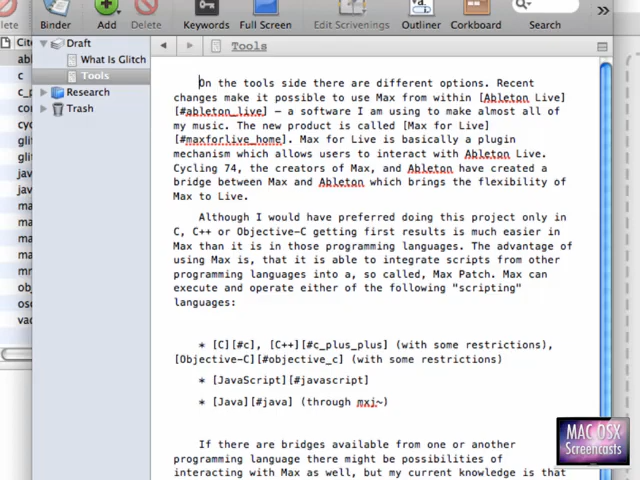 Binder
Add
Delete
Keywords
Full Screen
Edit Scrivenings
Outliner
Corkboard
Search
Draft
What Is Glitch
Tools
Research
Trash
Tools
On the tools side there are different options. Recent
changes make it possible to use Max from within [Ableton Live]
[#ableton_live] – a software I am using to make almost all of
my music. The new product is called [Max for Live]
[#maxforlive_home]. Max for Live is basically a plugin
mechanism which allows users to interact with Ableton Live.
Cycling 74, the creators of Max, and Ableton have created a
bridge between Max and Ableton which brings the flexibility of
Max to Live.
Although I would have preferred doing this project only in
C, C++ or Objective-C getting first results is much easier in
Max than it is in those programming languages. The advantage of
using Max is, that it is able to integrate scripts from other
programming languages into a, so called, Max Patch. Max can
execute and operate either of the following "scripting"
languages:
* [C][#c], [C++][#c_plus_plus] (with some restrictions),
[Objective-C][#objective_c] (with some restrictions)
* [JavaScript][#javascript]
* [Java][#java] (through mxj~)
If there are bridges available from one or another
programming language there might be possibilities of
interacting with Max as well, but my current knowledge is that
MAC OSX
Screencasts